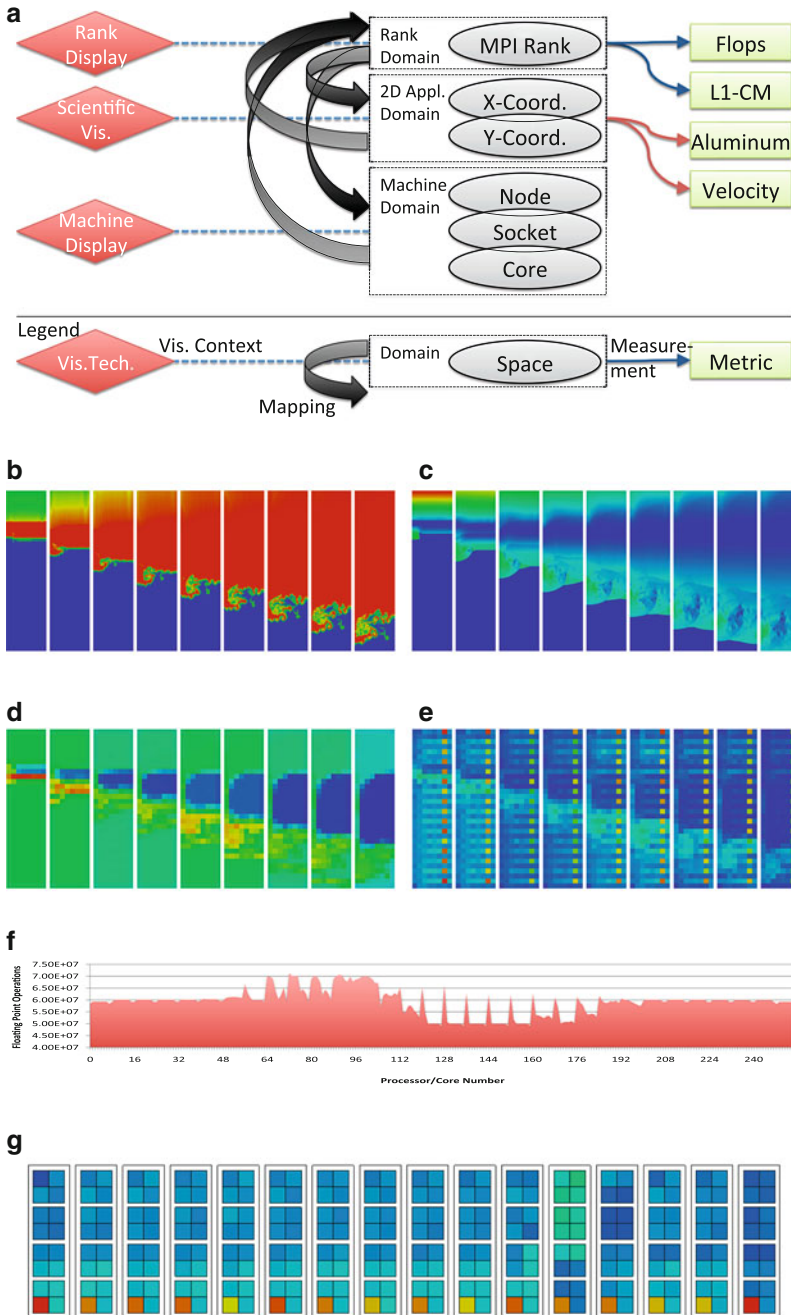 a
Rank
Display
Rank
Domain
MPI Rank
Flops
Scientific
Vis.
2D Appl.
Domain
X-Coord.
Y-Coord.
L1-CM
Aluminum
Velocity
Machine
Display
Machine
Domain
Node
Socket
Core
Legend
Vis.Tech.
Vis. Context
Mapping
Domain
Space
Measure-
ment
Metric
b
c
d
e
f
Floating Point Operations
7.50E+07
7.00E+07
6.50E+07
6.00E+07
5.50E+07
5.00E+07
4.50E+07
4.00E+07
0 16 32 48 64 80 96 112 128 144 160 176 192 208 224 240
Processor/Core Number
g